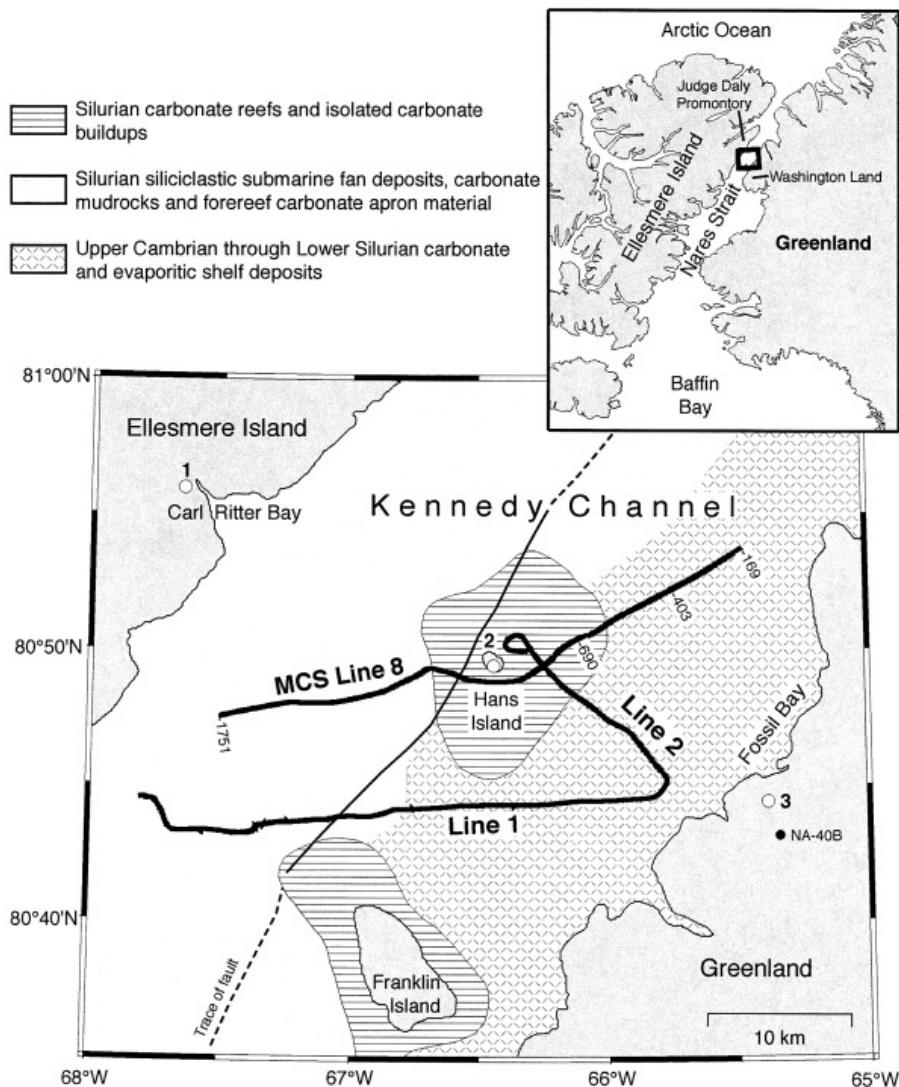 Silurian carbonate reefs and isolated carbonate
buildups
Silurian siliciclastic submarine fan deposits, carbonate
mudrocks and forereef carbonate apron material
Upper Cambrian through Lower Silurian carbonate
and evaporitic shelf deposits
Arctic Ocean
Judge Daly
Promontory
Ellesmere Island
Nares Strait
Washington Land
Greenland
Baffin
Bay
81°00'N
Ellesmere Island
1
Carl Ritter Bay
Kennedy Channel
169
403
690
80°50'N
2
MCS Line 8
Hans
Island
1751
Line 2
Fossil Bay
Line 1
3
NA-40B
80°40'N
Franklin
Island
Trace of fault
Greenland
10 km
68°W
67°W
66°W
65°W